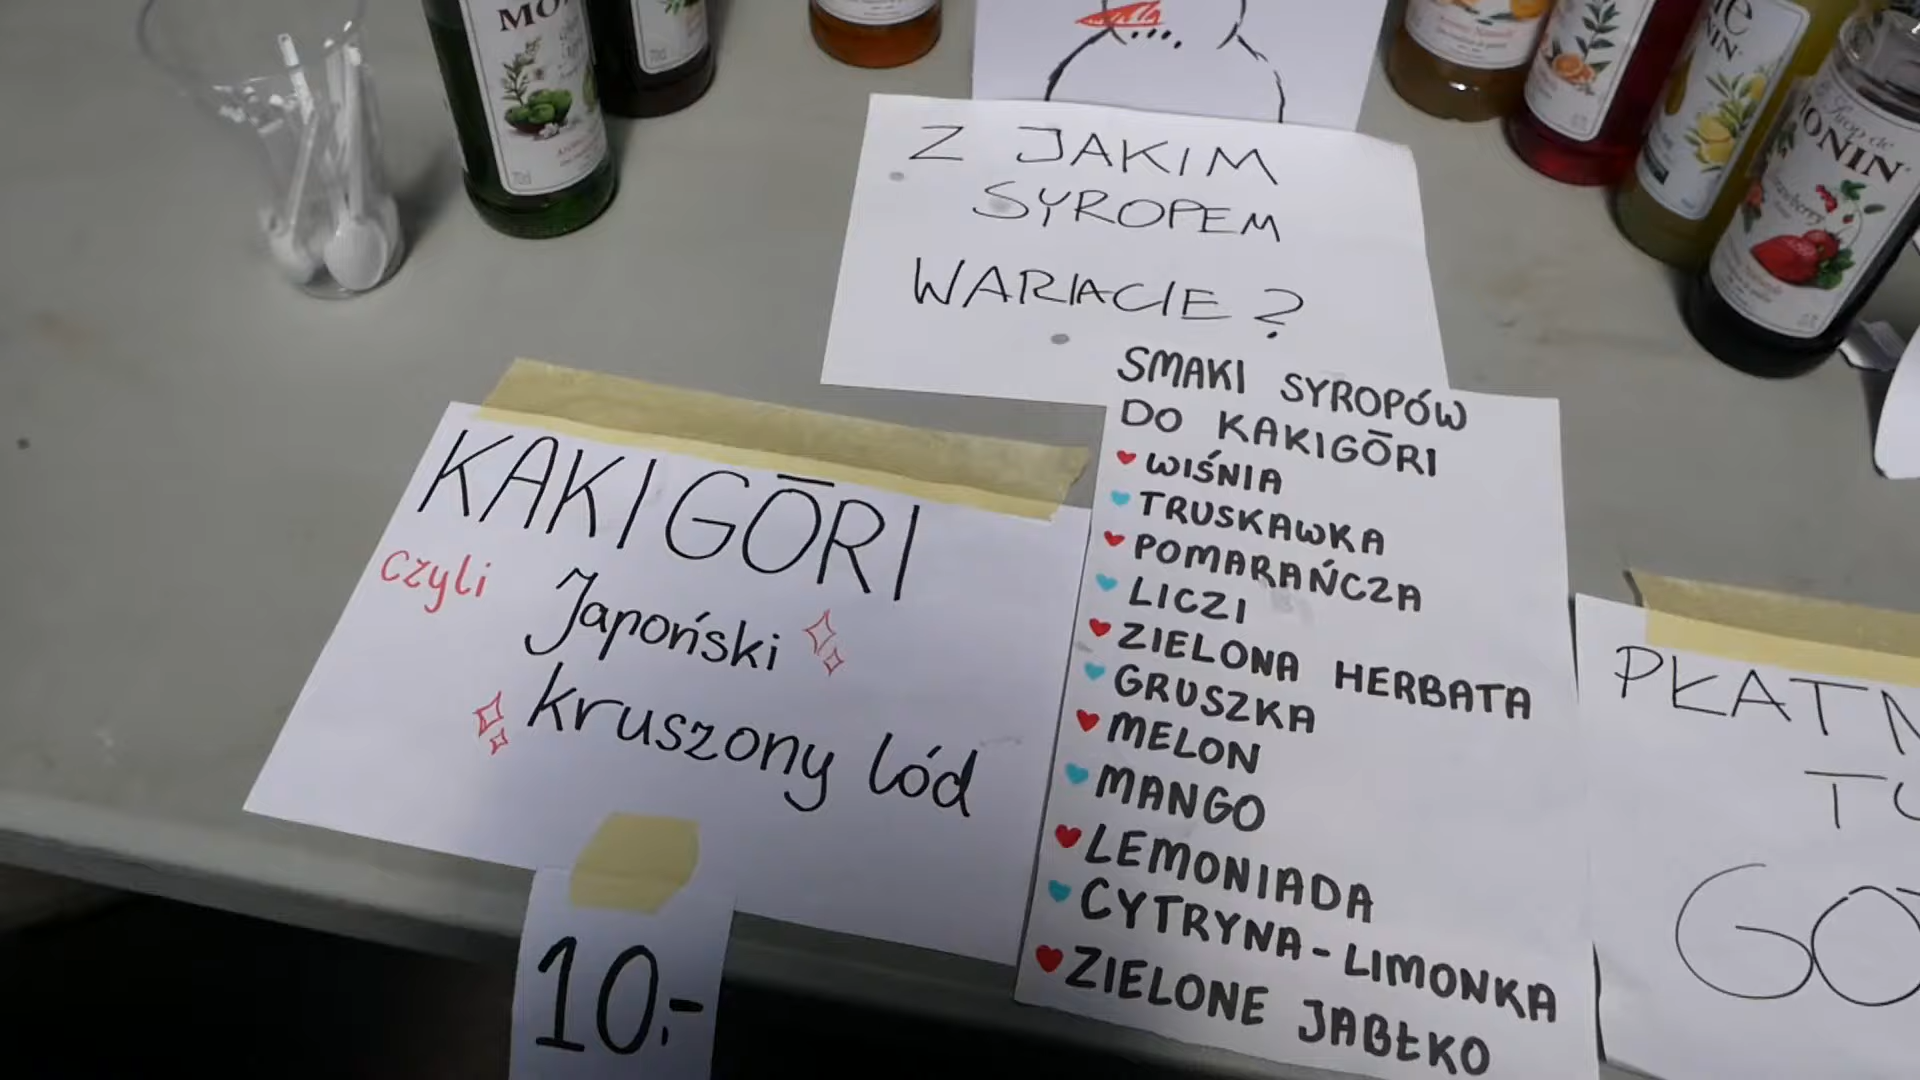 MONIN
MONIN
Z JAKIM
SYROPEM
WARIACIE?
SMAKI SYROPÓW
DO KAKIGŌRI
WIŚNIA
TRUSKAWKA
POMARAŃCZA
LICZI
ZIELONA HERBATA
GRUSZKA
MELON
MANGO
LEMONIADA
CYTRYNA-LIMONKA
ZIELONE JABŁKO
KAKIGŌRI
czyli Japoński
kruszony lód
10.-